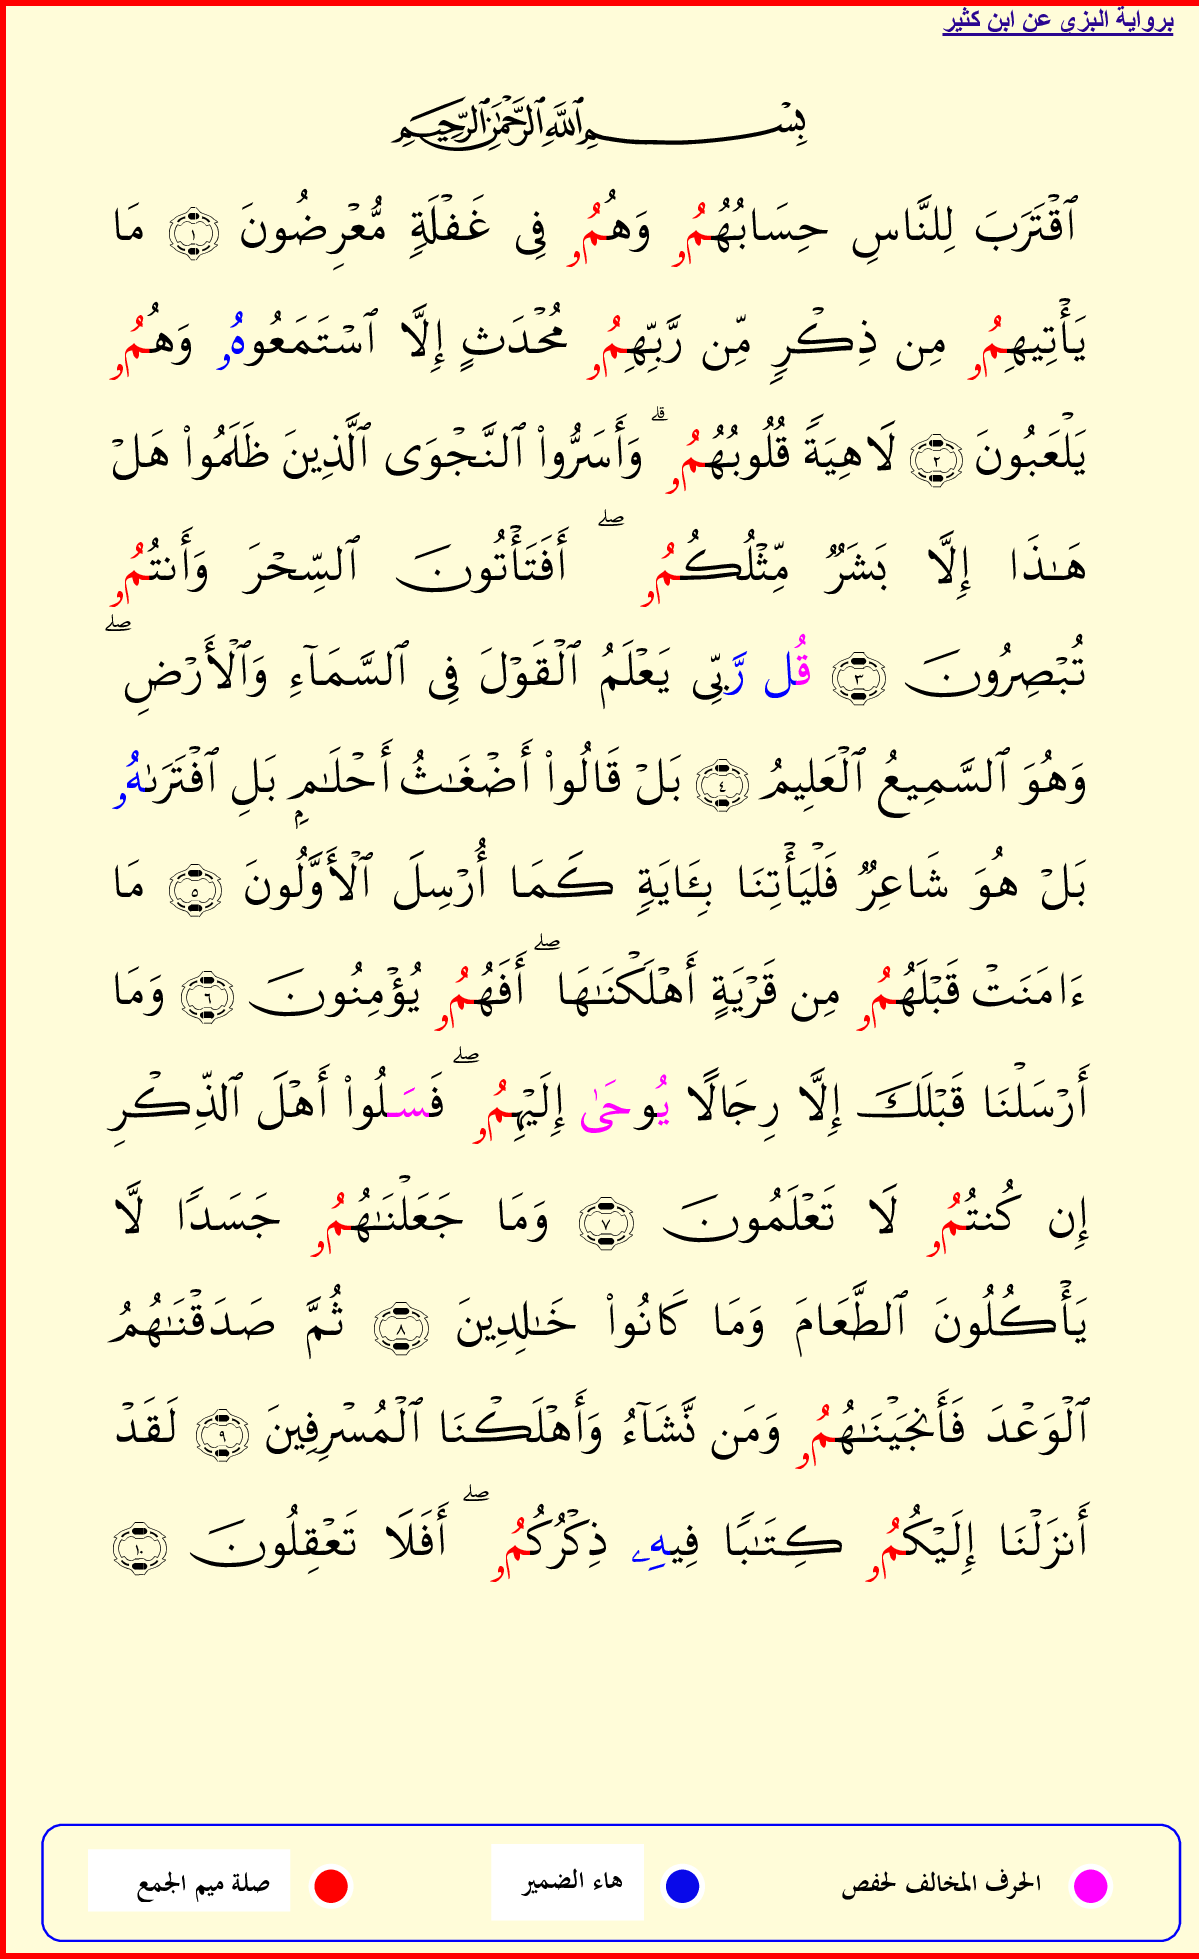 برواية البزى عن ابن كثير
بِسْمِ ٱللَّهِ ٱلرَّحْمَٰنِ ٱلرَّحِيمِ
ٱقْتَرَبَ لِلنَّاسِ حِسَابُهُمُۥ وَهُمُۥ فِى غَفْلَةٍ مُّعْرِضُونَ ١ مَا
يَأْتِيهِمُۥ مِن ذِكْرٍ مِّن رَّبِّهِمُۥ مُحْدَثٍ إِلَّا ٱسْتَمَعُوهُۥ وَهُمُۥ
يَلْعَبُونَ ٢ لَاهِيَةً قُلُوبُهُمُۥ ۗ وَأَسَرُّوا۟ ٱلنَّجْوَى ٱلَّذِينَ ظَلَمُوا۟ هَلْ
هَـٰذَا إِلَّا بَشَرٌ مِّثْلُكُمُۥ ۖ أَفَتَأْتُونَ ٱلسِّحْرَ وَأَنتُمُۥ
تُبْصِرُونَ ٣ قُل رَّبِّى يَعْلَمُ ٱلْقَوْلَ فِى ٱلسَّمَآءِ وَٱلْأَرْضِ ۖ
وَهُوَ ٱلسَّمِيعُ ٱلْعَلِيمُ ٤ بَلْ قَالُوا۟ أَضْغَـٰثُ أَحْلَـٰمٍۭ بَلِ ٱفْتَرَىٰهُۥ
بَلْ هُوَ شَاعِرٌ فَلْيَأْتِنَا بِـَٔايَةٍ كَمَا أُرْسِلَ ٱلْأَوَّلُونَ ٥ مَا
ءَامَنَتْ قَبْلَهُمُۥ مِن قَرْيَةٍ أَهْلَكْنَـٰهَا ۖ أَفَهُمُۥ يُؤْمِنُونَ ٦ وَمَا
أَرْسَلْنَا قَبْلَكَ إِلَّا رِجَالًا يُوحَىٰ إِلَيْهِمُۥ ۖ فَسَلُوا۟ أَهْلَ ٱلذِّكْرِ
إِن كُنتُمُۥ لَا تَعْلَمُونَ ٧ وَمَا جَعَلْنَـٰهُمُۥ جَسَدًا لَّا
يَأْكُلُونَ ٱلطَّعَامَ وَمَا كَانُوا۟ خَـٰلِدِينَ ٨ ثُمَّ صَدَقْنَـٰهُمُ
ٱلْوَعْدَ فَأَنجَيْنَـٰهُمُۥ وَمَن نَّشَآءُ وَأَهْلَكْنَا ٱلْمُسْرِفِينَ ٩ لَقَدْ
أَنزَلْنَا إِلَيْكُمُۥ كِتَـٰبًا فِيهِۦ ذِكْرُكُمُۥ ۖ أَفَلَا تَعْقِلُونَ ١٠
الحرف المخالف لحفص هاء الضمير صلة ميم الجمع